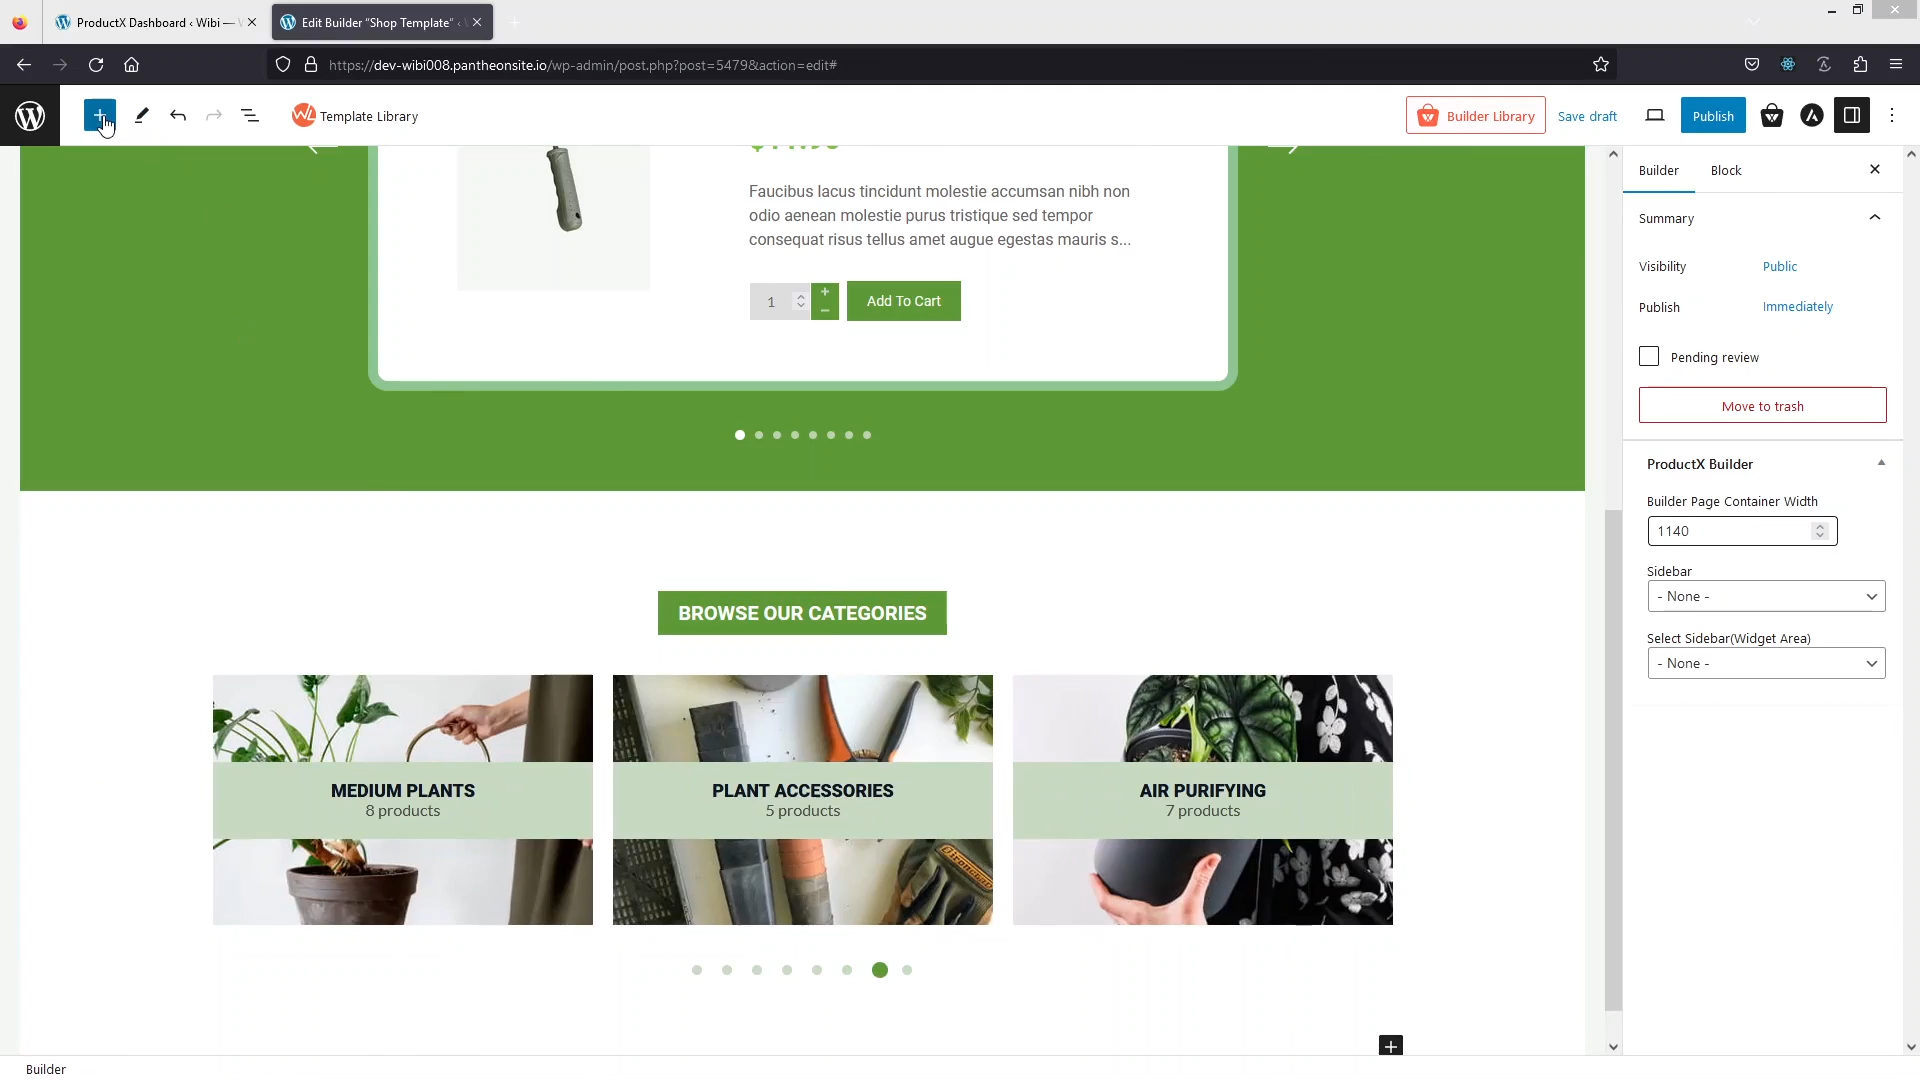 ProductX Dashboard ‹ Wibi —
Edit Builder “Shop Template” ‹
https://dev-wibi008.pantheonsite.io/wp-admin/post.php?post=5479&action=edit#
Template Library
Builder Library
Save draft
Publish
Faucibus lacus tincidunt molestie accumsan nibh non
odio aenean molestie purus tristique sed tempor
consequat risus tellus amet augue egestas mauris s...
1
+
−
Add To Cart
BROWSE OUR CATEGORIES
MEDIUM PLANTS
8 products
PLANT ACCESSORIES
5 products
AIR PURIFYING
7 products
Builder
Block
Summary
Visibility
Public
Publish
Immediately
Pending review
Move to trash
ProductX Builder
Builder Page Container Width
1140
Sidebar
- None -
Select Sidebar(Widget Area)
- None -
Builder